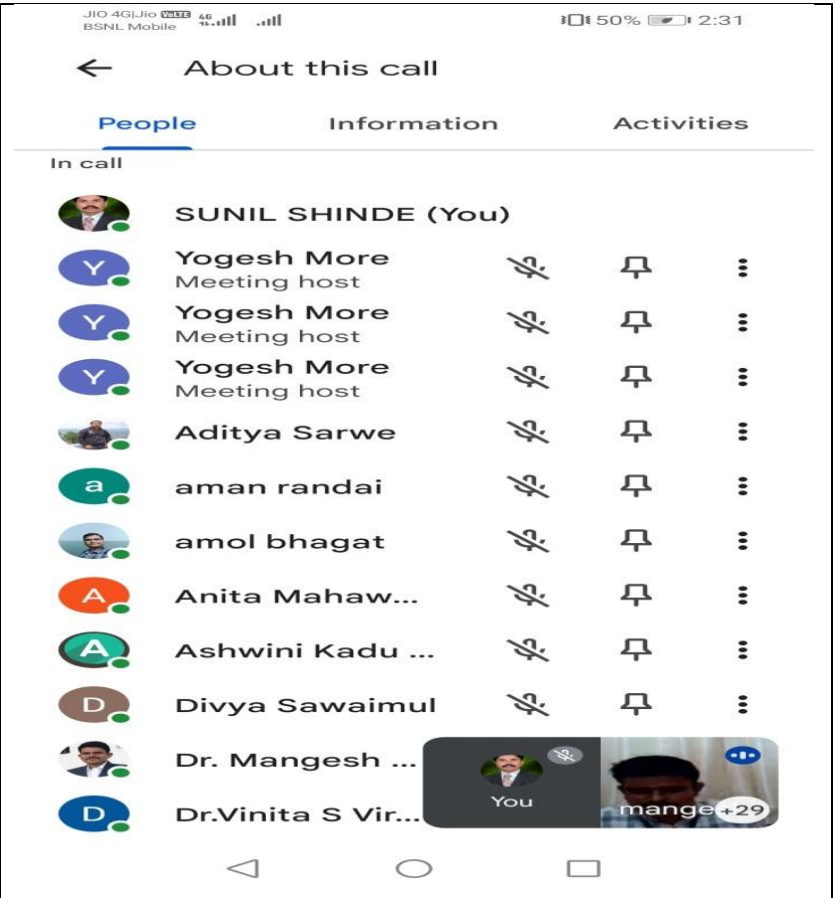 JIO 4G|Jio VoLTE 4G 50% 2:31
BSNL Mobile
About this call
People Information Activities
In call
SUNIL SHINDE (You)
Y Yogesh More
Meeting host
Y Yogesh More
Meeting host
Y Yogesh More
Meeting host
Aditya Sarwe
a aman randai
amol bhagat
A Anita Mahaw...
A Ashwini Kadu ...
D Divya Sawaimul
Dr. Mangesh ...
D Dr.Vinita S Vir...
You
mange +29